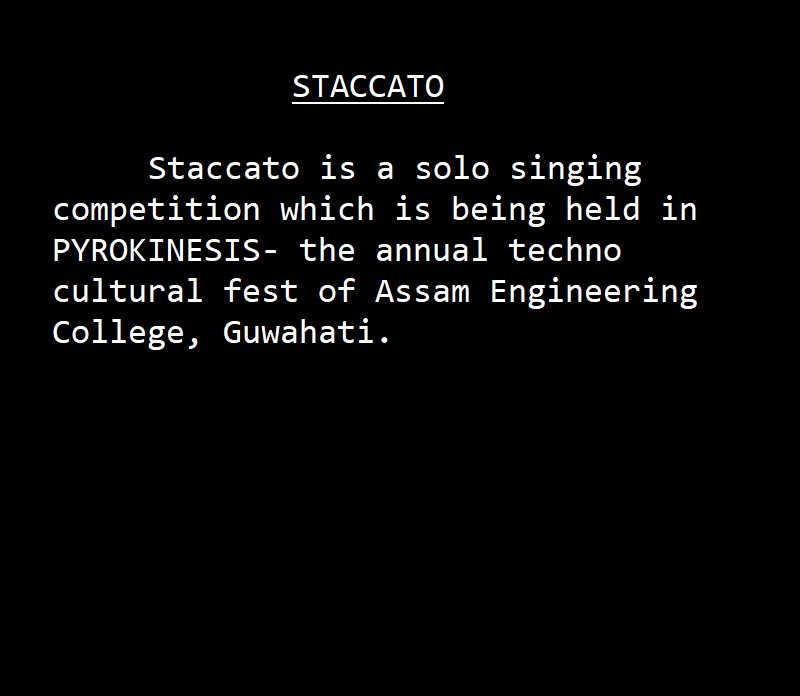 STACCATO
Staccato is a solo singing
competition which is being held in
PYROKINESIS- the annual techno
cultural fest of Assam Engineering
College, Guwahati.